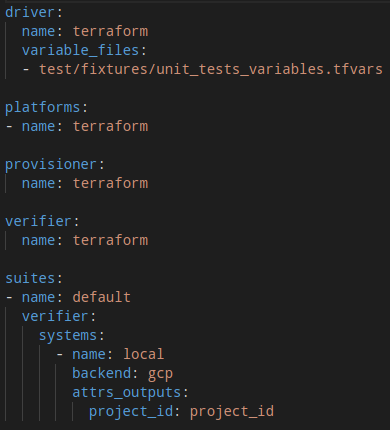 driver:
  name: terraform
  variable_files:
  - test/fixtures/unit_tests_variables.tfvars

platforms:
- name: terraform

provisioner:
  name: terraform

verifier:
  name: terraform

suites:
- name: default
  verifier:
    systems:
      - name: local
        backend: gcp
        attrs_outputs:
          project_id: project_id